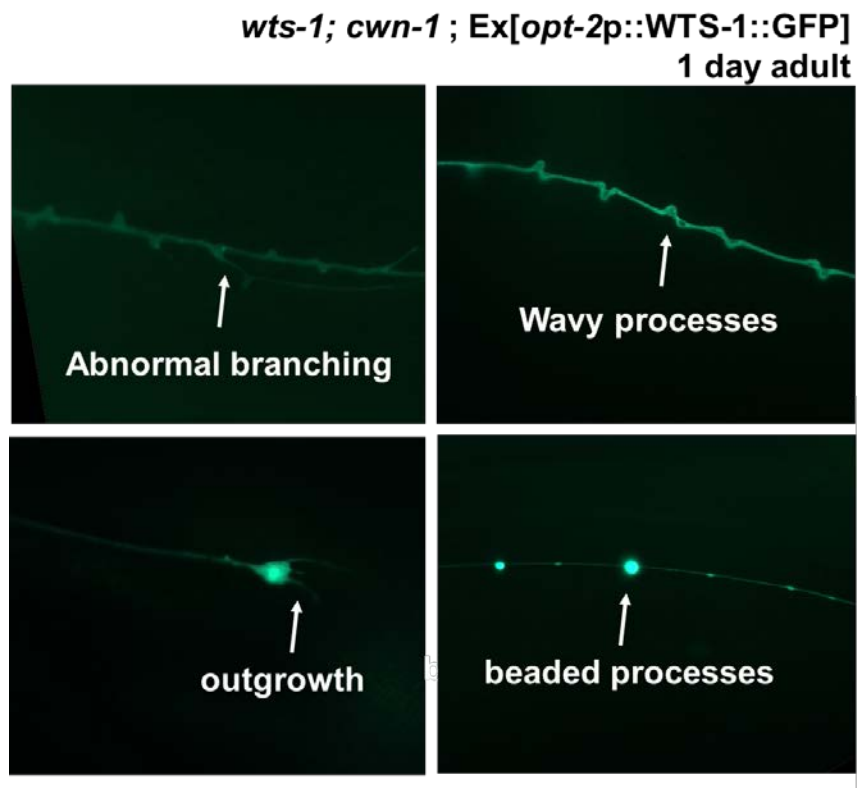 wts-1; cwn-1 ; Ex[opt-2p::WTS-1::GFP]
1 day adult
Abnormal branching
Wavy processes
outgrowth
beaded processes